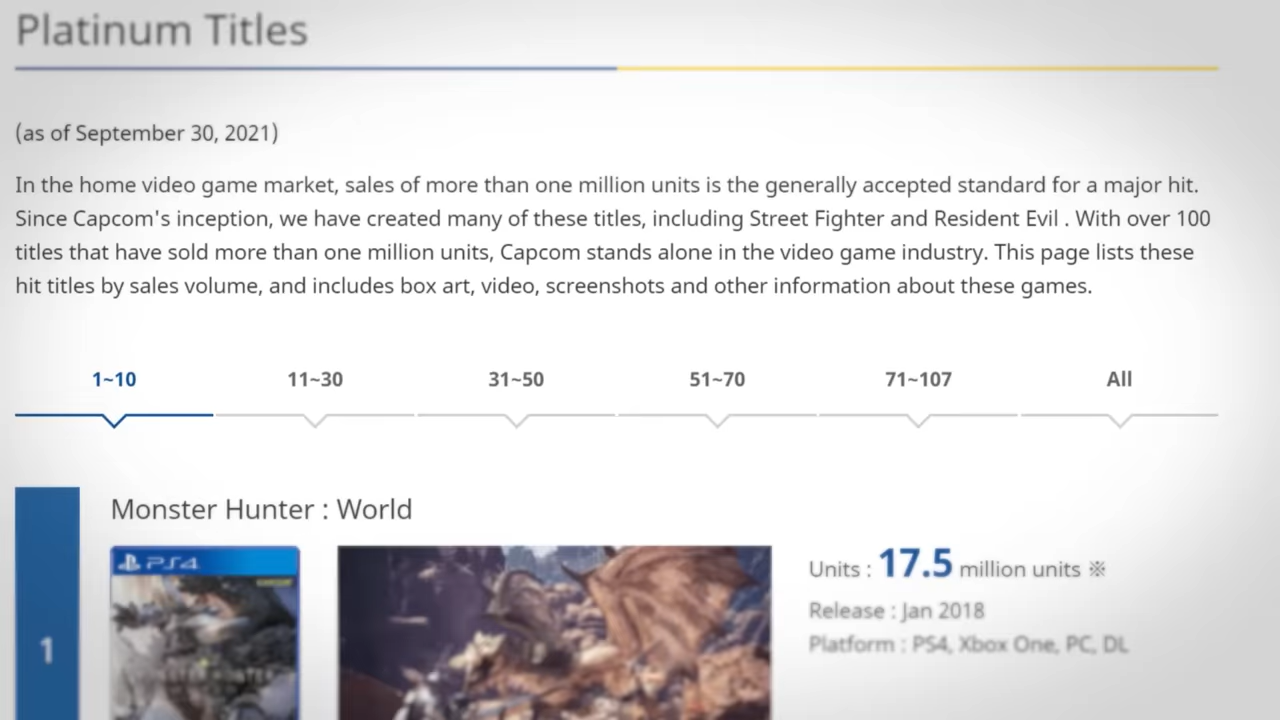 Platinum Titles
(as of September 30, 2021)
In the home video game market, sales of more than one million units is the generally accepted standard for a major hit.
Since Capcom's inception, we have created many of these titles, including Street Fighter and Resident Evil . With over 100
titles that have sold more than one million units, Capcom stands alone in the video game industry. This page lists these
hit titles by sales volume, and includes box art, video, screenshots and other information about these games.
1~10 11~30 31~50 51~70 71~107 All
Monster Hunter : World
PS4
Units : 17.5 million units ※
Release : Jan 2018
Platform : PS4, Xbox One, PC, DL
1